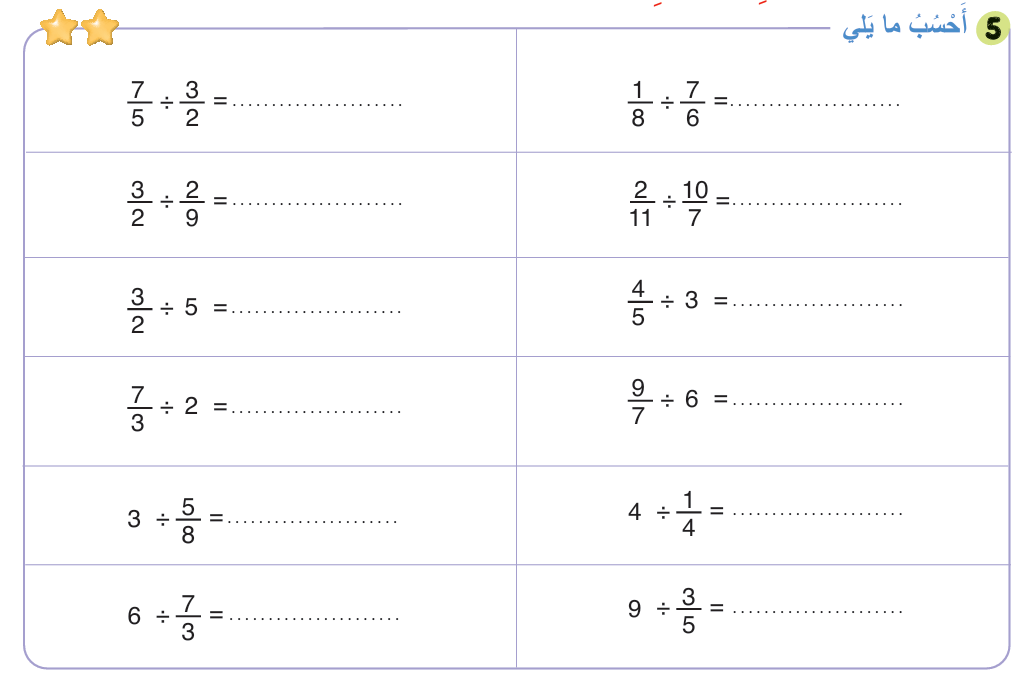 5 أَحْسُبُ ما يَلي
7/5 ÷ 3/2 = ......................
1/8 ÷ 7/6 = ......................
3/2 ÷ 2/9 = ......................
2/11 ÷ 10/7 = ......................
3/2 ÷ 5 = ......................
4/5 ÷ 3 = ......................
7/3 ÷ 2 = ......................
9/7 ÷ 6 = ......................
3 ÷ 5/8 = ......................
4 ÷ 1/4 = ......................
6 ÷ 7/3 = ......................
9 ÷ 3/5 = ......................